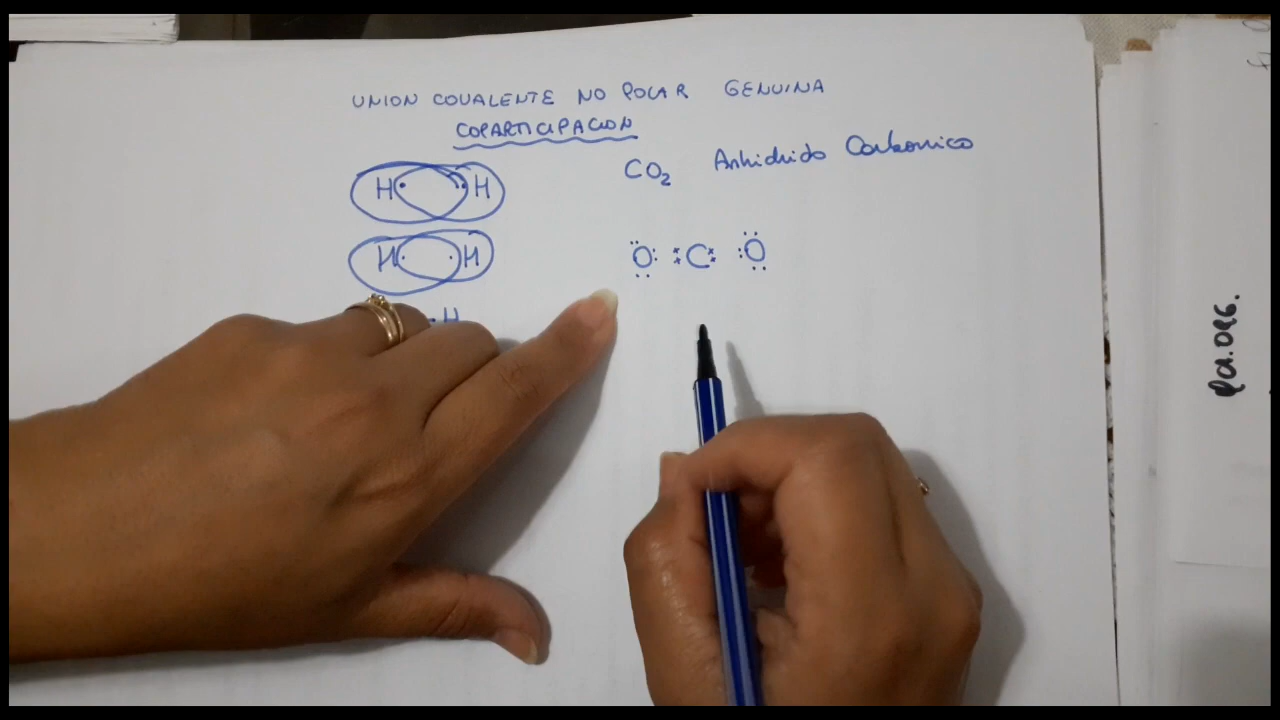 UNION COVALENTE NO POLAR GENUINA
COPARTICIPACION
CO₂ Anhidrido Carbonico
H H
H H
H
O C O